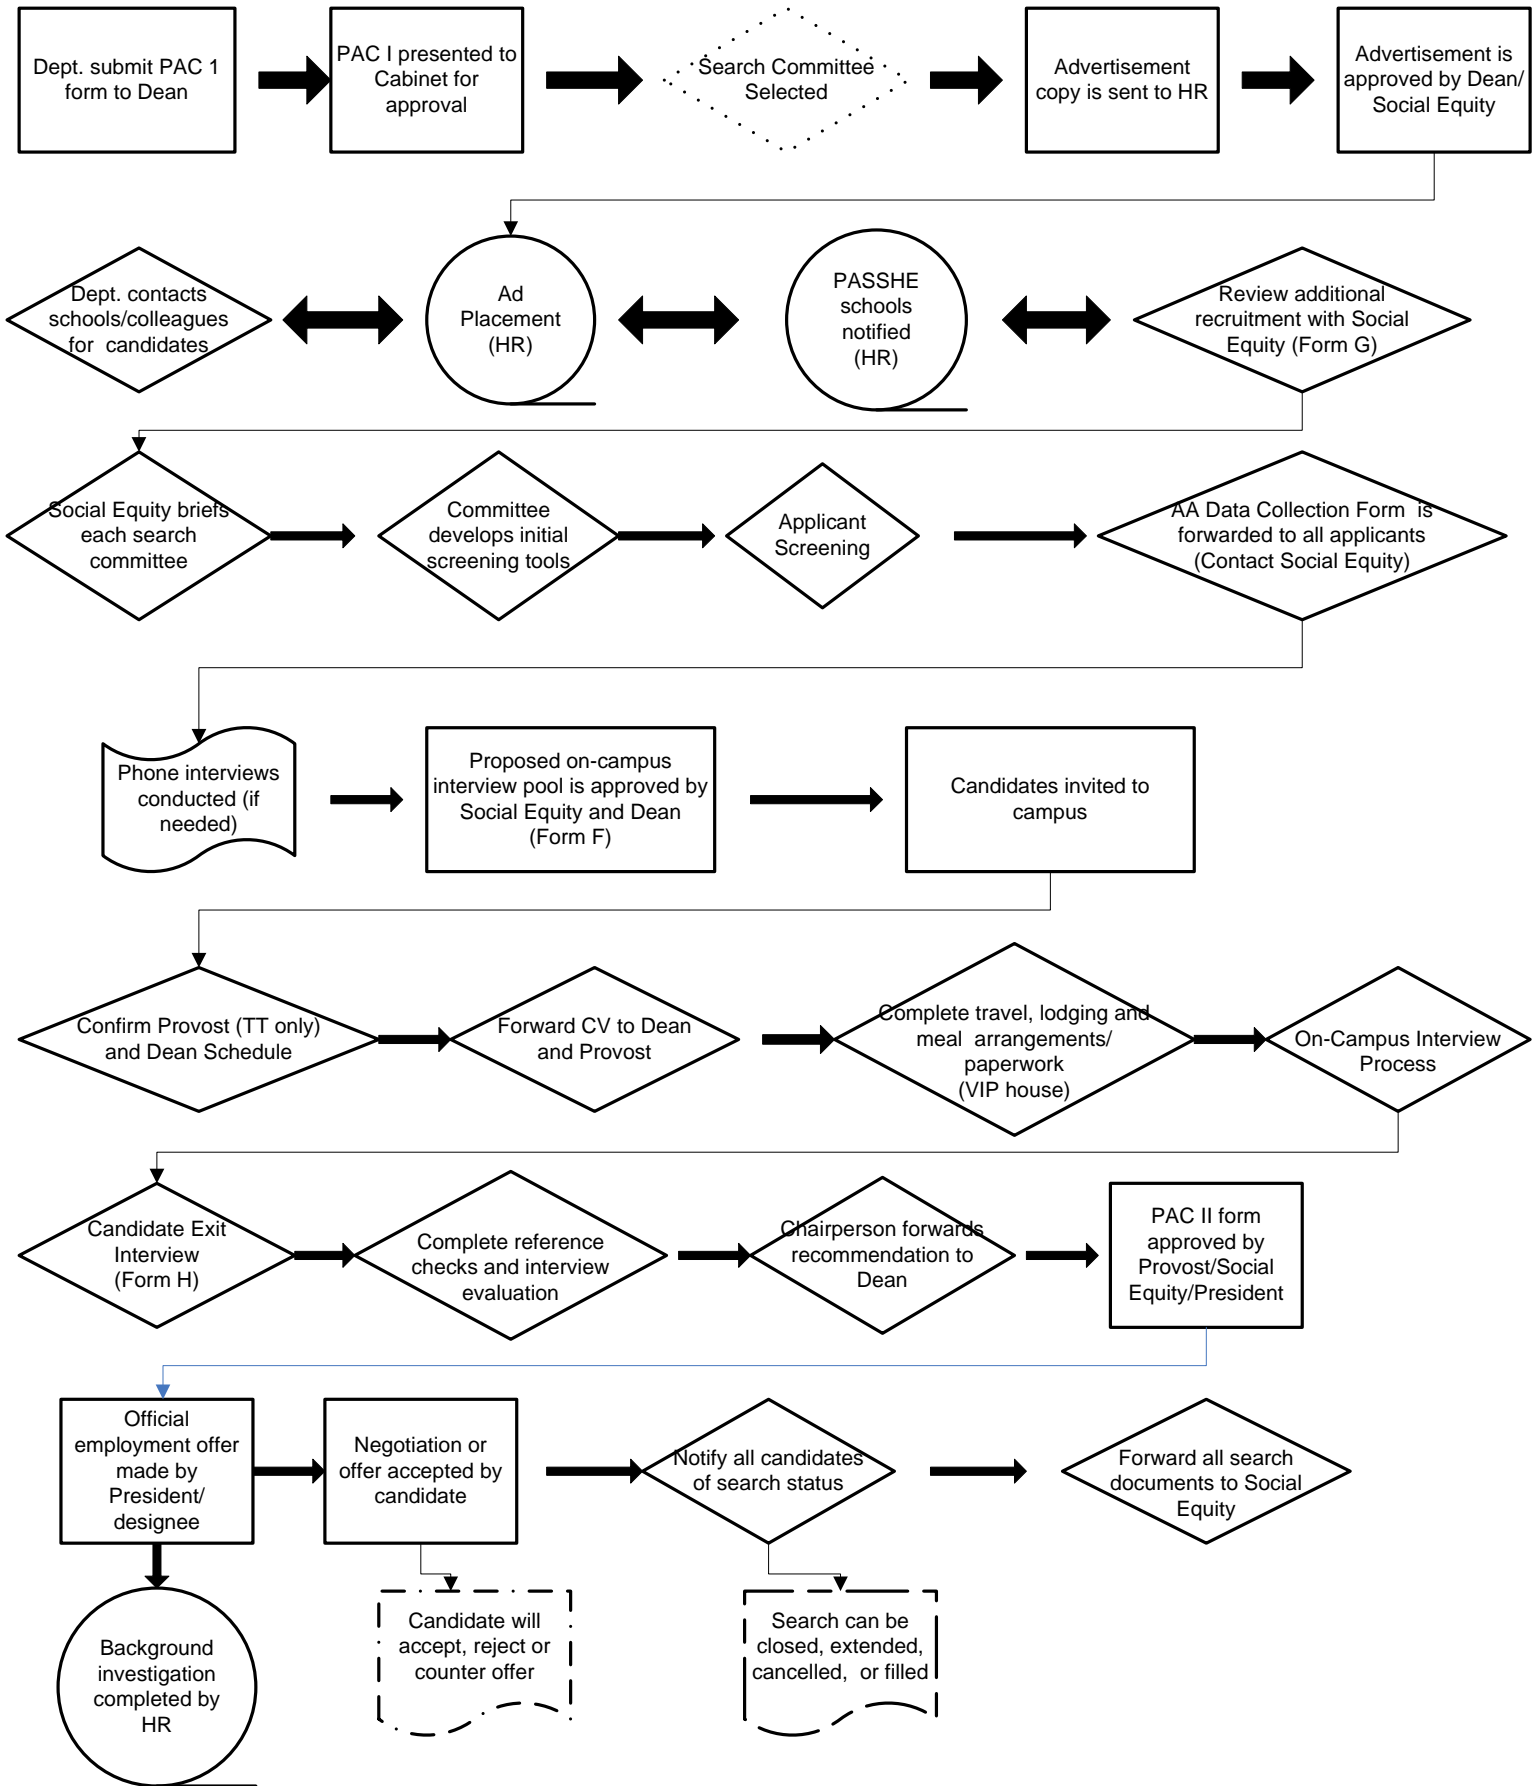 Dept. submit PAC 1
form to Dean
PAC I presented to
Cabinet for
approval
Search Committee
Selected
Advertisement
copy is sent to HR
Advertisement is
approved by Dean/
Social Equity
Dept. contacts
schools/colleagues
for candidates
Ad
Placement
(HR)
PASSHE
schools
notified
(HR)
Review additional
recruitment with Social
Equity (Form G)
Social Equity briefs
each search
committee
Committee
develops initial
screening tools
Applicant
Screening
AA Data Collection Form is
forwarded to all applicants
(Contact Social Equity)
Phone interviews
conducted (if
needed)
Proposed on-campus
interview pool is approved by
Social Equity and Dean
(Form F)
Candidates invited to
campus
Confirm Provost (TT only)
and Dean Schedule
Forward CV to Dean
and Provost
Complete travel, lodging and
meal arrangements/
paperwork
(VIP house)
On-Campus Interview
Process
Candidate Exit
Interview
(Form H)
Complete reference
checks and interview
evaluation
Chairperson forwards
recommendation to
Dean
PAC II form
approved by
Provost/Social
Equity/President
Official
employment offer
made by
President/
designee
Negotiation or
offer accepted by
candidate
Notify all candidates
of search status
Forward all search
documents to Social
Equity
Background
investigation
completed by
HR
Candidate will
accept, reject or
counter offer
Search can be
closed, extended,
cancelled, or filled